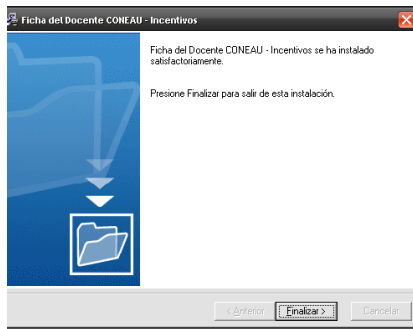 Ficha del Docente CONEAU - Incentivos
Ficha del Docente CONEAU - Incentivos se ha instalado
satisfactoriamente.
Presione Finalizar para salir de esta instalación.
< Anterior
Finalizar >
Cancelar